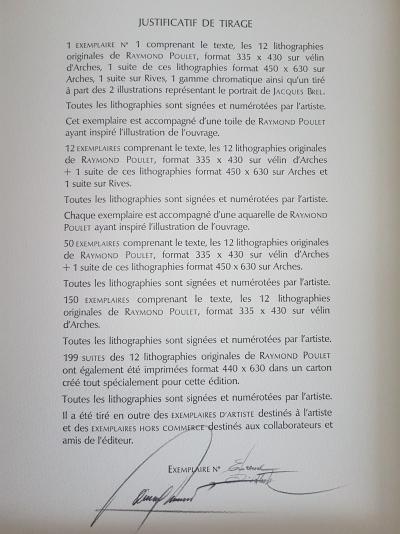 JUSTIFICATIF DE TIRAGE
1 EXEMPLAIRE N° 1 comprenant le texte, les 12 lithographies
originales de RAYMOND POULET, format 335 x 430 sur vélin
d'Arches, 1 suite de ces lithographies format 450 x 630 sur
Arches, 1 suite sur Rives, 1 gamme chromatique ainsi qu'un tiré
à part des 2 illustrations représentant le portrait de JACQUES BREL.
Toutes les lithographies sont signées et numérotées par l'artiste.
Cet exemplaire est accompagné d'une toile de RAYMOND POULET
ayant inspiré l'illustration de l'ouvrage.
12 EXEMPLAIRES comprenant le texte, les 12 lithographies originales
de RAYMOND POULET, format 335 x 430 sur vélin d'Arches
+ 1 suite de ces lithographies format 450 x 630 sur Arches et
1 suite sur Rives.
Toutes les lithographies sont signées et numérotées par l'artiste.
Chaque exemplaire est accompagné d'une aquarelle de RAYMOND
POULET ayant inspiré l'illustration de l'ouvrage.
50 EXEMPLAIRES comprenant le texte, les 12 lithographies originales
de RAYMOND POULET, format 335 x 430 sur vélin d'Arches
+ 1 suite de ces lithographies format 450 x 630 sur Arches.
Toutes les lithographies sont signées et numérotées par l'artiste.
150 EXEMPLAIRES comprenant le texte, les 12 lithographies
originales de RAYMOND POULET, format 335 x 430 sur vélin
d'Arches.
Toutes les lithographies sont signées et numérotées par l'artiste.
199 SUITES des 12 lithographies originales de RAYMOND POULET
ont également été imprimées format 440 x 630 dans un carton
créé tout spécialement pour cette édition.
Toutes les lithographies sont signées et numérotées par l'artiste.
Il a été tiré en outre des EXEMPLAIRES D'ARTISTE destinés à l'artiste
et des EXEMPLAIRES HORS COMMERCE destinés aux collaborateurs et
amis de l'éditeur.
EXEMPLAIRE N°